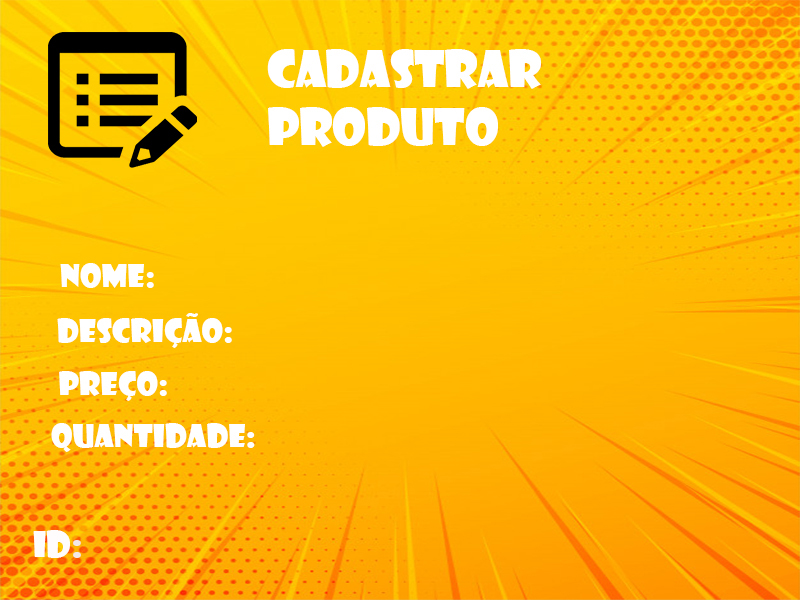 CADASTRAR
PRODUTO
NOME:
DESCRIÇÃO:
PREÇO:
QUANTIDADE:
ID: